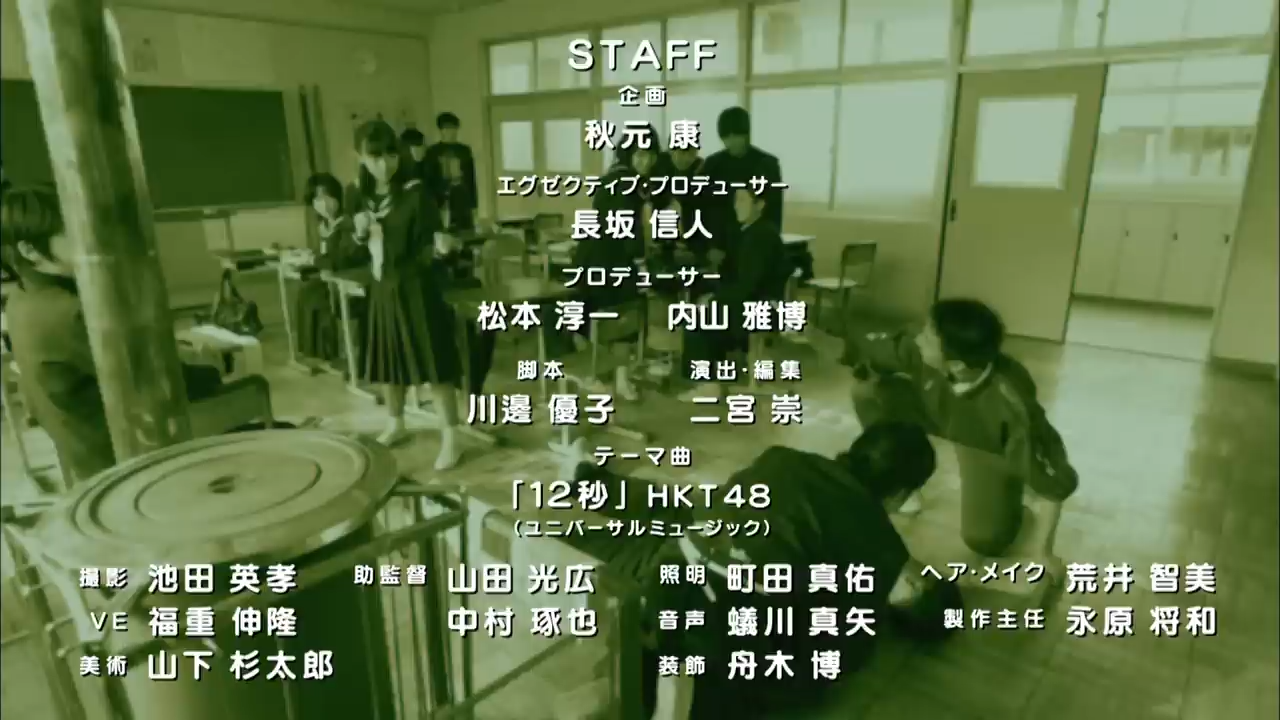 STAFF
企画
秋元 康
エグゼクティブ・プロデューサー
長坂 信人
プロデューサー
松本 淳一 内山 雅博
脚本 演出・編集
川邊 優子 二宮 崇
テーマ曲
「12秒」HKT48
(ユニバーサルミュージック)
撮影 池田 英孝 助監督 山田 光広 照明 町田 真佑 ヘア・メイク 荒井 智美
VE 福重 伸隆 中村 琢也 音声 蟻川 真矢 製作主任 永原 将和
美術 山下 杉太郎 装飾 舟木 博